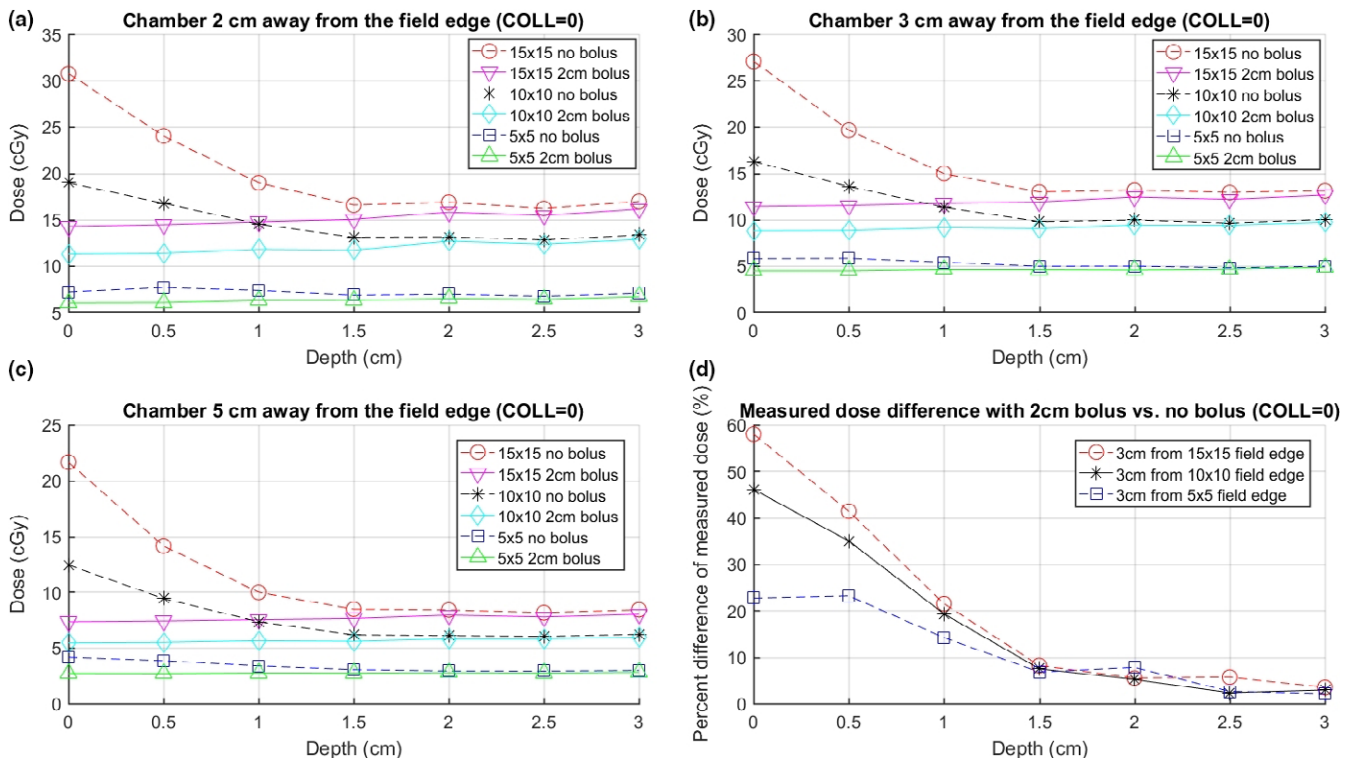 (a)
Chamber 2 cm away from the field edge (COLL=0)
35
30
25
20
15
10
5
Dose (cGy)
15x15 no bolus
15x15 2cm bolus
10x10 no bolus
10x10 2cm bolus
5x5 no bolus
5x5 2cm bolus
0 0.5 1 1.5 2 2.5 3
Depth (cm)
(b)
Chamber 3 cm away from the field edge (COLL=0)
30
25
20
15
10
5
0
Dose (cGy)
15x15 no bolus
15x15 2cm bolus
10x10 no bolus
10x10 2cm bolus
5x5 no bolus
5x5 2cm bolus
0 0.5 1 1.5 2 2.5 3
Depth (cm)
(c)
Chamber 5 cm away from the field edge (COLL=0)
25
20
15
10
5
0
Dose (cGy)
15x15 no bolus
15x15 2cm bolus
10x10 no bolus
10x10 2cm bolus
5x5 no bolus
5x5 2cm bolus
0 0.5 1 1.5 2 2.5 3
Depth (cm)
(d)
Measured dose difference with 2cm bolus vs. no bolus (COLL=0)
60
50
40
30
20
10
0
Percent difference of measured dose (%)
3cm from 15x15 field edge
3cm from 10x10 field edge
3cm from 5x5 field edge
0 0.5 1 1.5 2 2.5 3
Depth (cm)